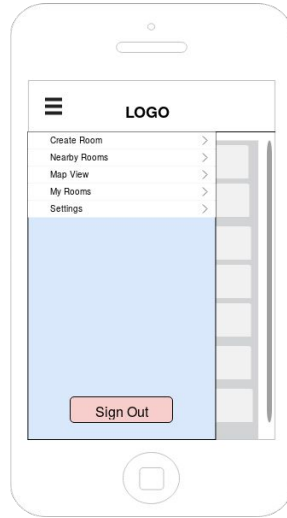 LOGO
Create Room
Nearby Rooms
Map View
My Rooms
Settings
Sign Out